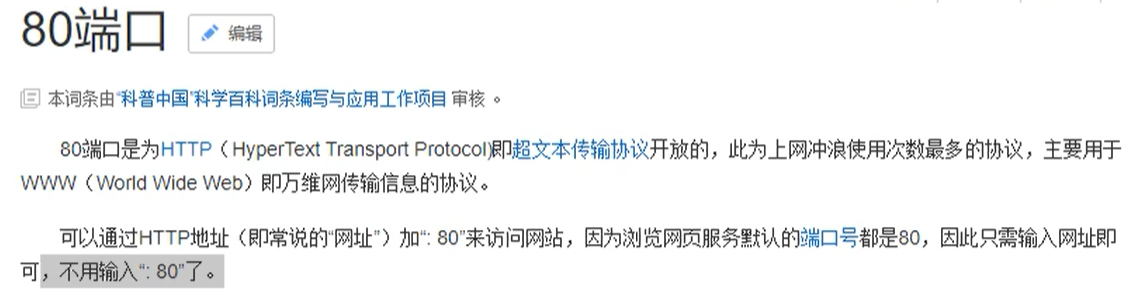 80端口 编辑
本词条由“科普中国”科学百科词条编写与应用工作项目 审核 。
80端口是为HTTP（HyperText Transport Protocol)即超文本传输协议开放的，此为上网冲浪使用次数最多的协议，主要用于
WWW（World Wide Web）即万维网传输信息的协议。
可以通过HTTP地址（即常说的“网址”）加“: 80”来访问网站，因为浏览网页服务默认的端口号都是80，因此只需输入网址即
可，不用输入“: 80”了。